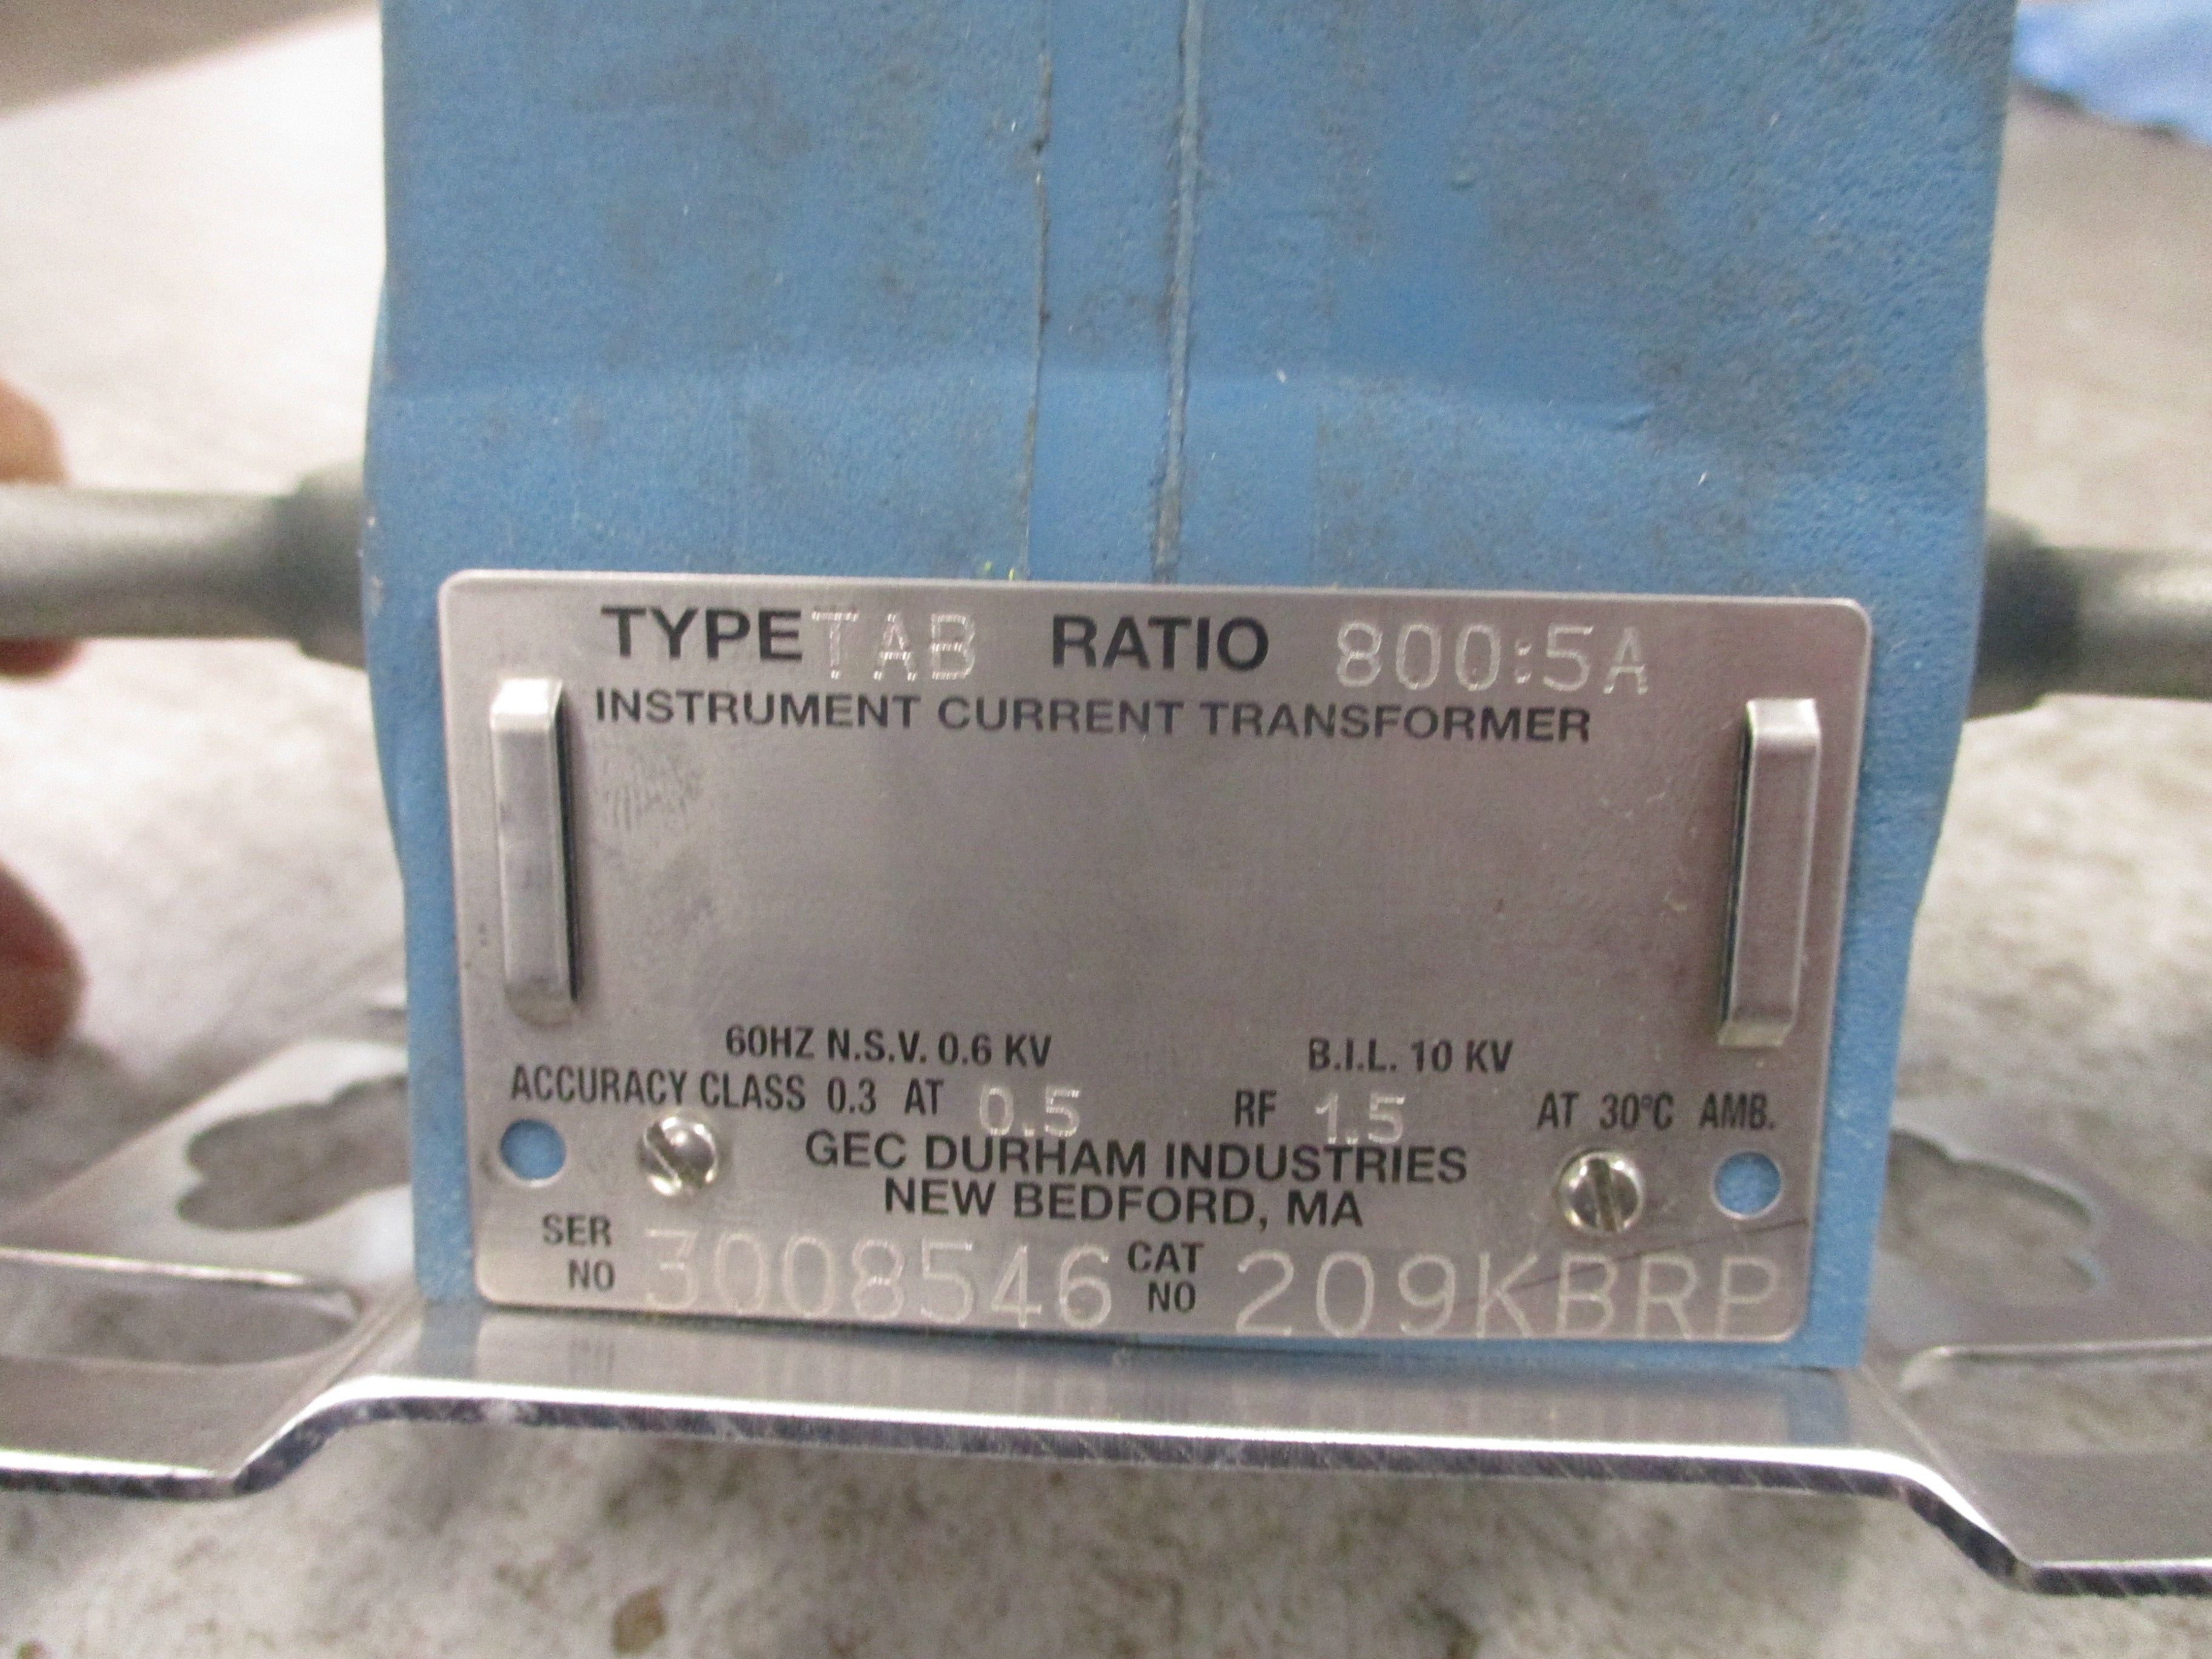 TYPE TAB RATIO 800:5A
INSTRUMENT CURRENT TRANSFORMER
60HZ N.S.V. 0.6 KV B.I.L. 10 KV
ACCURACY CLASS 0.3 AT 0.5 RF 1.5 AT 30°C AMB.
GEC DURHAM INDUSTRIES
NEW BEDFORD, MA
SER NO 3008546 CAT NO 209KBRP